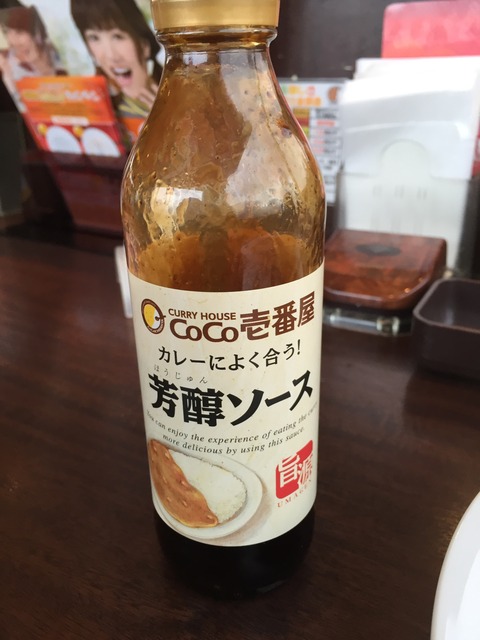 CURRY HOUSE
CoCo壱番屋
カレーによく合う!
ほうじゅん
芳醇ソース
You can enjoy the experience of eating the curry
more delicious by using this sauce.
旨